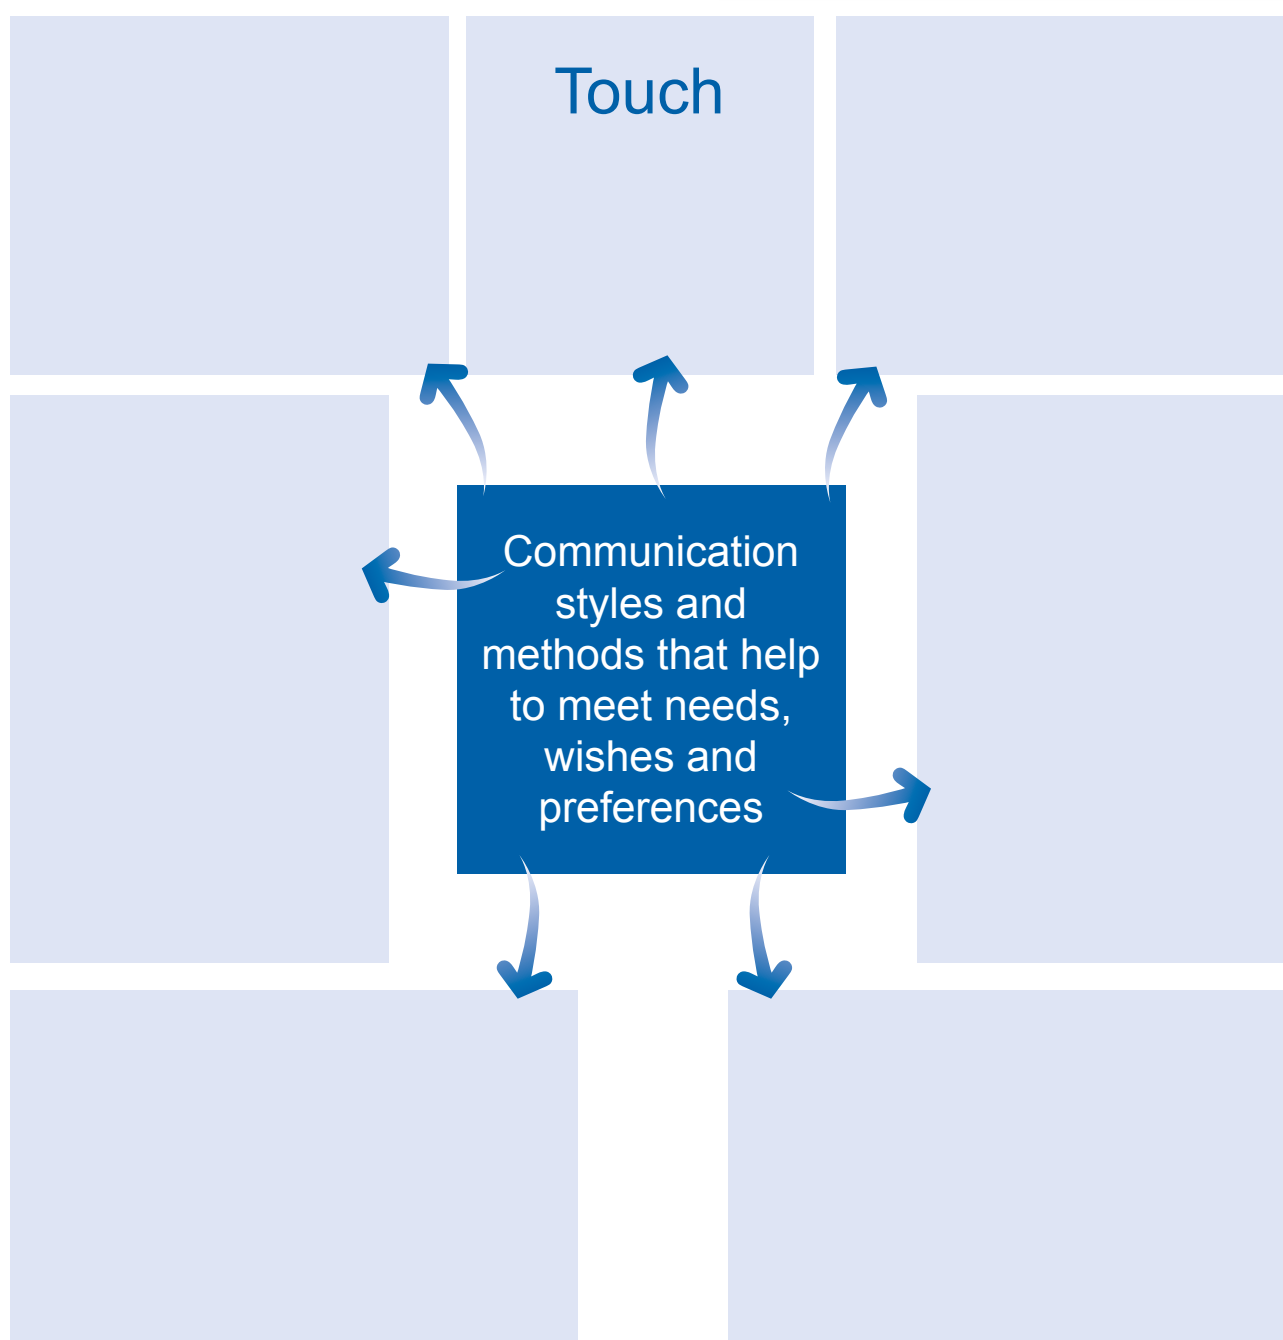 Touch
Communication
styles and
methods that help
to meet needs,
wishes and
preferences